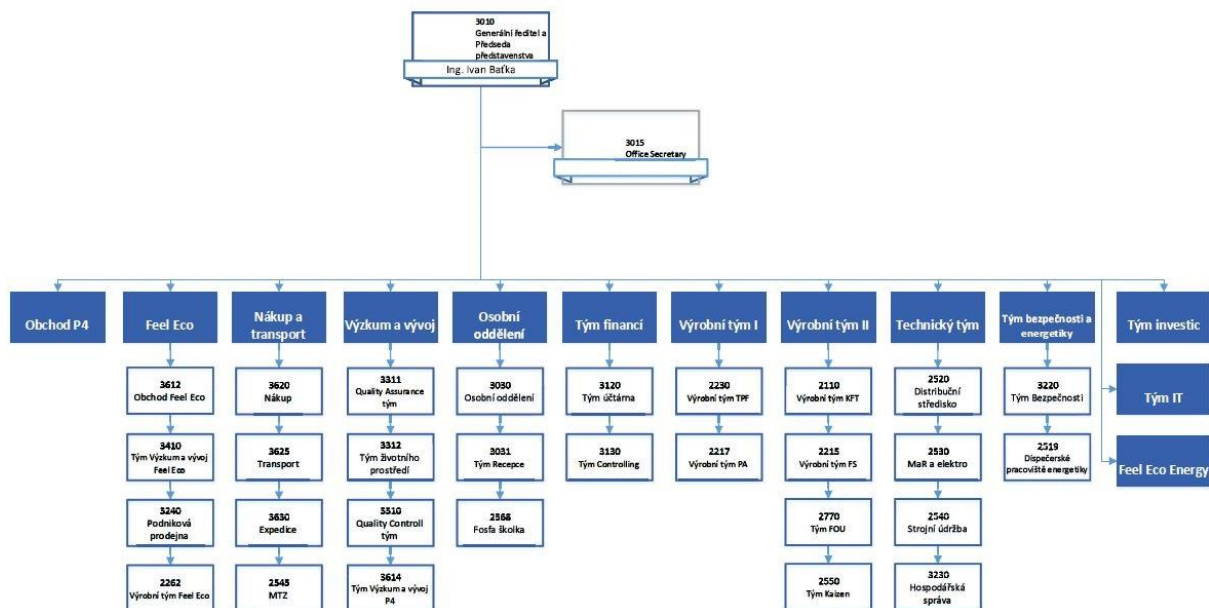 3010
Generální ředitel a
Předseda
představenstva
Ing. Ivan Baťka
3015
Office Secretary
Obchod P4
Feel Eco
Nákup a
transport
Výzkum a vývoj
Osobní
oddělení
Tým financí
Výrobní tým I
Výrobní tým II
Technický tým
Tým bezpečnosti a
energetiky
Tým investic
3612
Obchod Feel Eco
3620
Nákup
3311
Quality Assurance
tým
3030
Osobní oddělení
3120
Tým účtárna
2230
Výrobní tým TPF
2110
Výrobní tým KFT
2520
Distribuční
středisko
3220
Tým Bezpečnosti
Tým IT
3410
Tým Výzkum a vývoj
Feel Eco
3625
Transport
3312
Tým životního
prostředí
3031
Tým Recepce
3130
Tým Controlling
2217
Výrobní tým PA
2215
Výrobní tým FS
2530
MaR a elektro
2519
Dispečerské
pracoviště energetiky
Feel Eco Energy
3240
Podniková
prodejna
3630
Expedice
3310
Quality Controll
tým
2568
Fosfa školka
2770
Tým FOU
2540
Strojní údržba
2262
Výrobní tým Feel Eco
2545
MTZ
3614
Tým Výzkum a vývoj
P4
2550
Tým Kaizen
3230
Hospodářská
správa